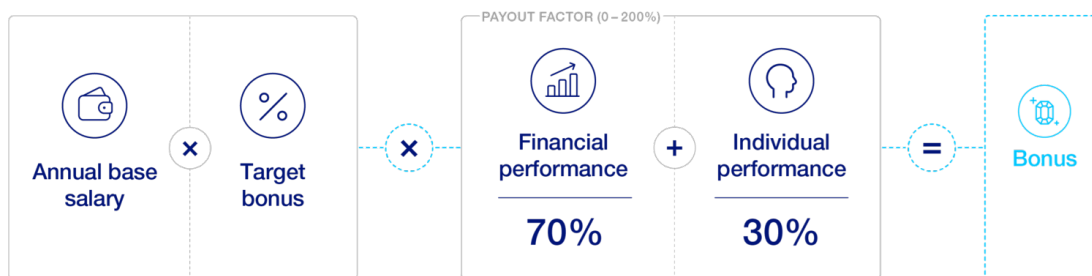 PAYOUT FACTOR (0–200%)
Annual base
salary
×
Target
bonus
×
Financial
performance
70%
+
Individual
performance
30%
=
Bonus